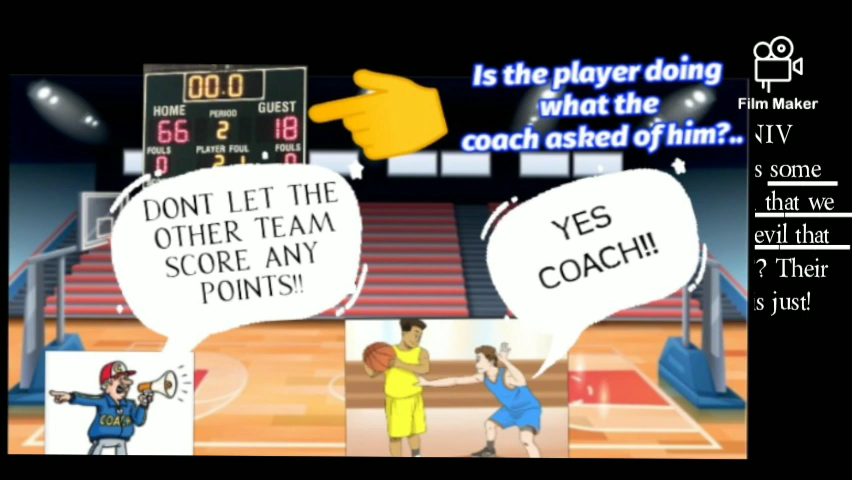 00.0
HOME
PERIOD
GUEST
66
2
18
FOULS
PLAYER FOUL
FOULS
0
0
Is the player doing
what the
coach asked of him?..
Film Maker
NIV
some
that we
evil that
? Their
just!
DONT LET THE
OTHER TEAM
SCORE ANY
POINTS!!
YES
COACH!!
COACH